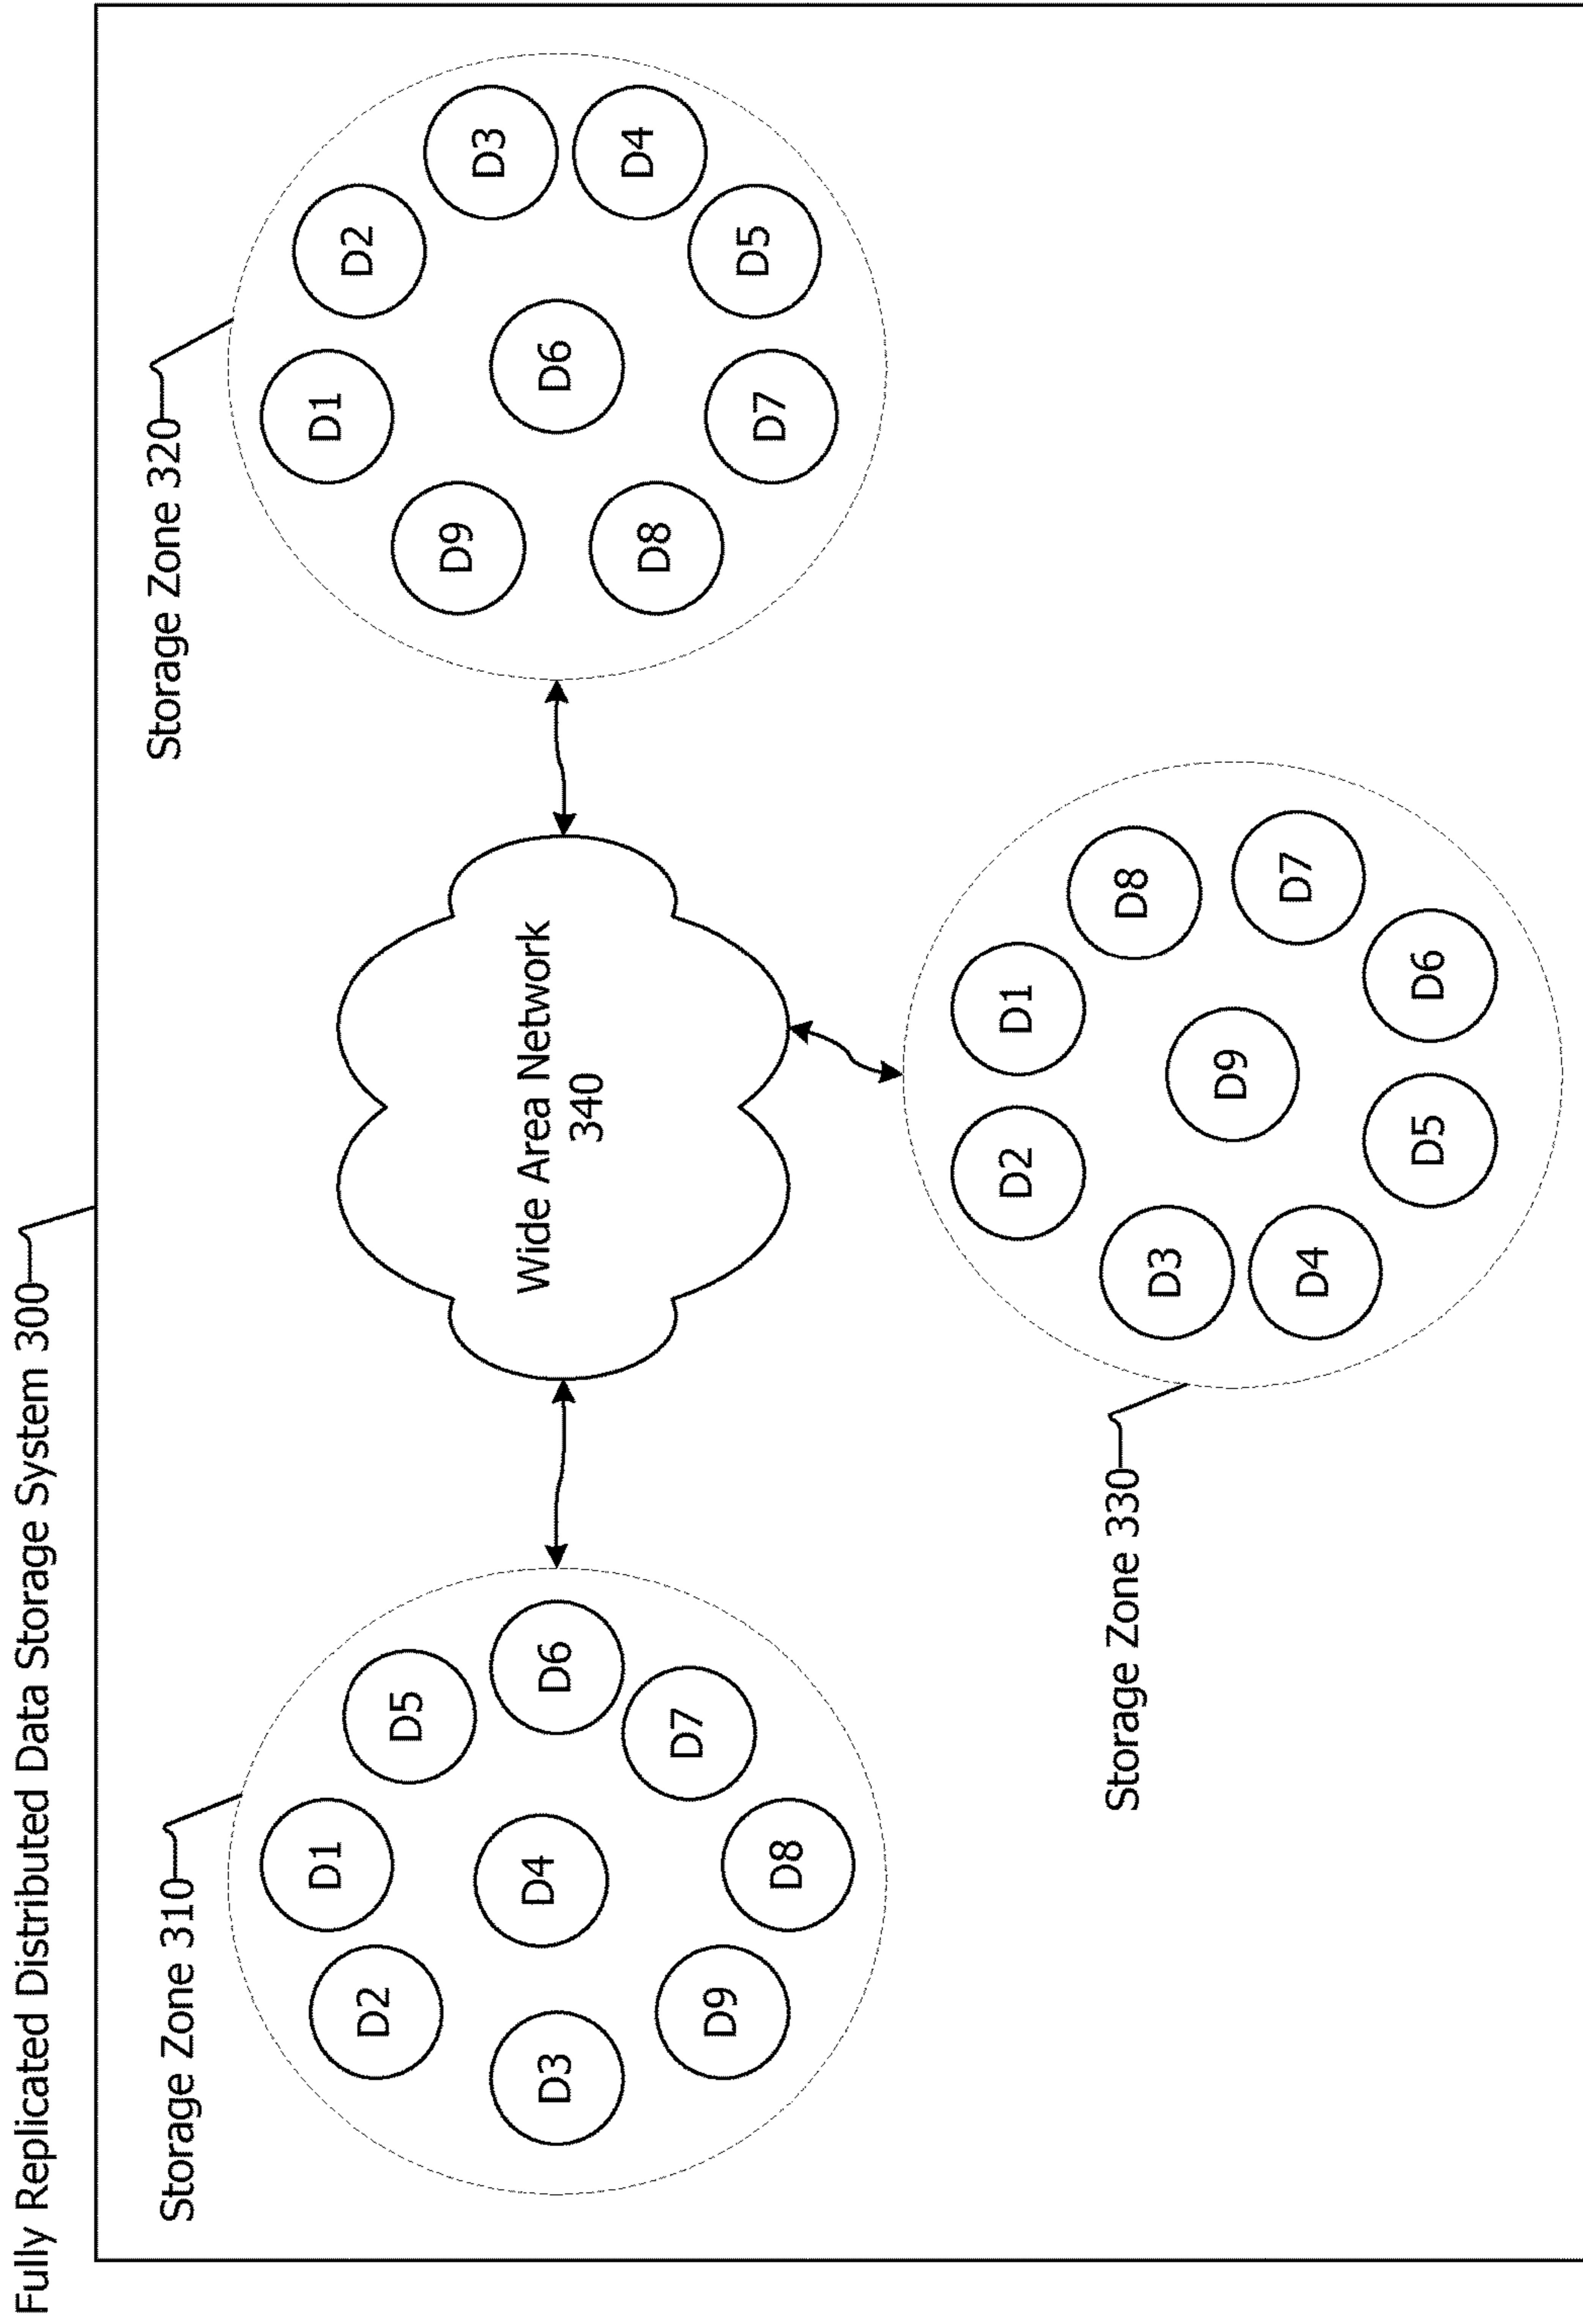 Fully Replicated Distributed Data Storage System 300
Storage Zone 310
D1
D2
D5
D3
D4
D6
D9
D7
D8
Wide Area Network
340
Storage Zone 320
D1
D2
D9
D3
D6
D8
D4
D7
D5
Storage Zone 330
D2
D1
D3
D8
D9
D4
D7
D5
D6